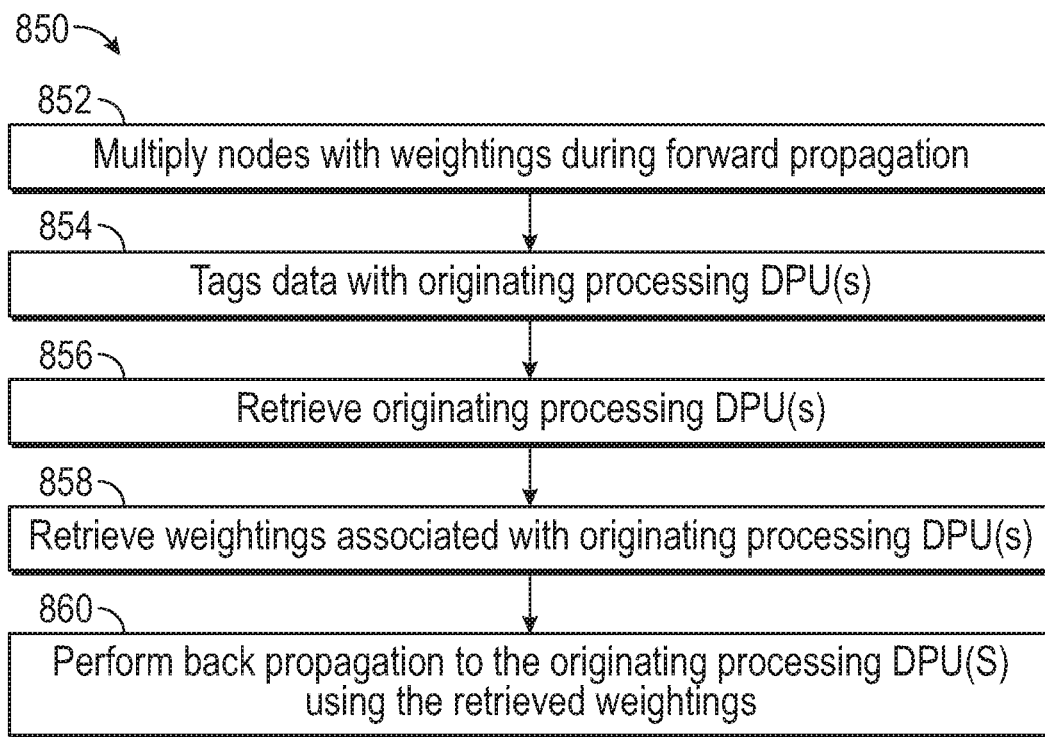 850
852
Multiply nodes with weightings during forward propagation
854
Tags data with originating processing DPU(s)
856
Retrieve originating processing DPU(s)
858
Retrieve weightings associated with originating processing DPU(s)
860
Perform back propagation to the originating processing DPU(S)
using the retrieved weightings